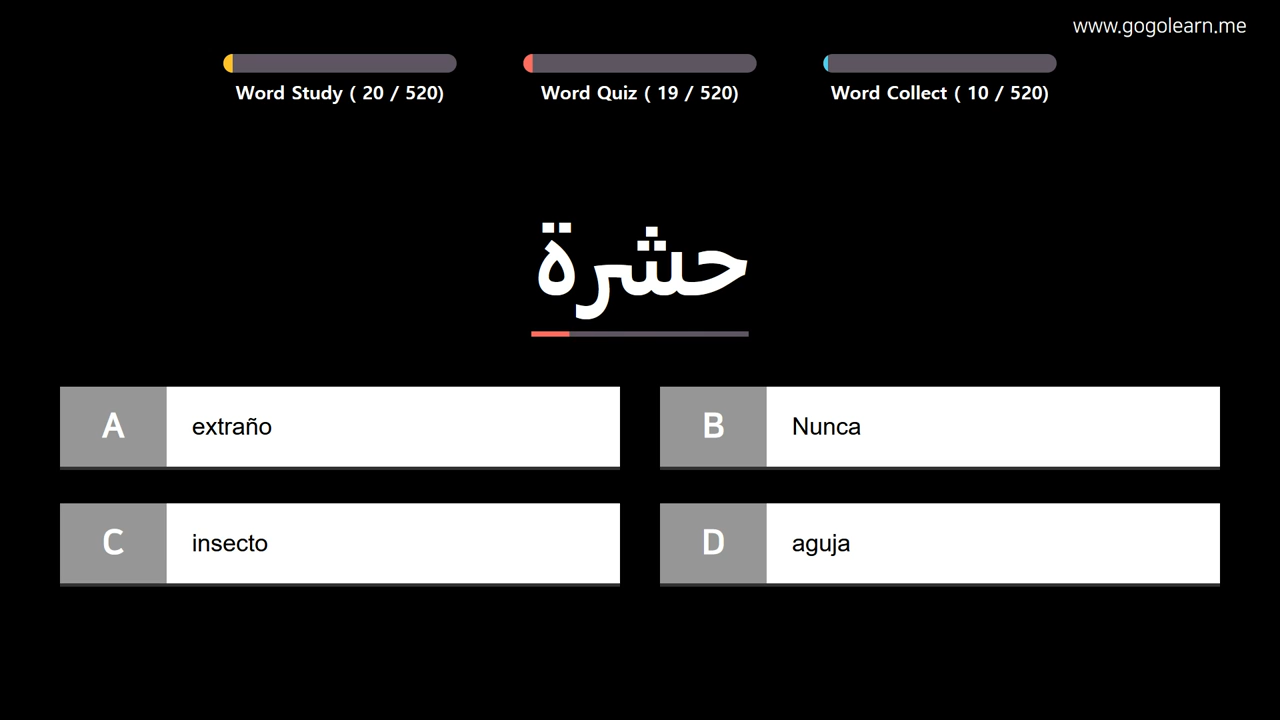 www.gogolearn.me
Word Study ( 20 / 520)
Word Quiz ( 19 / 520)
Word Collect ( 10 / 520)
حشرة
A extraño
B Nunca
C insecto
D aguja